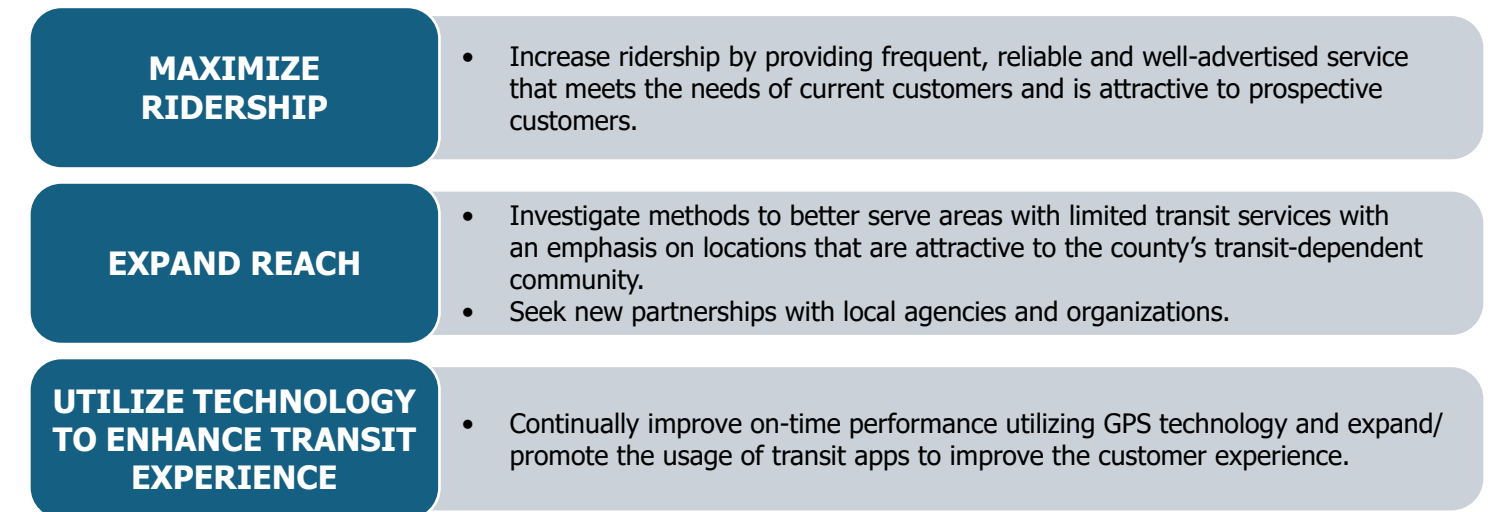 MAXIMIZE
RIDERSHIP
• Increase ridership by providing frequent, reliable and well-advertised service
that meets the needs of current customers and is attractive to prospective
customers.
EXPAND REACH
• Investigate methods to better serve areas with limited transit services with
an emphasis on locations that are attractive to the county’s transit-dependent
community.
• Seek new partnerships with local agencies and organizations.
UTILIZE TECHNOLOGY
TO ENHANCE TRANSIT
EXPERIENCE
• Continually improve on-time performance utilizing GPS technology and expand/
promote the usage of transit apps to improve the customer experience.